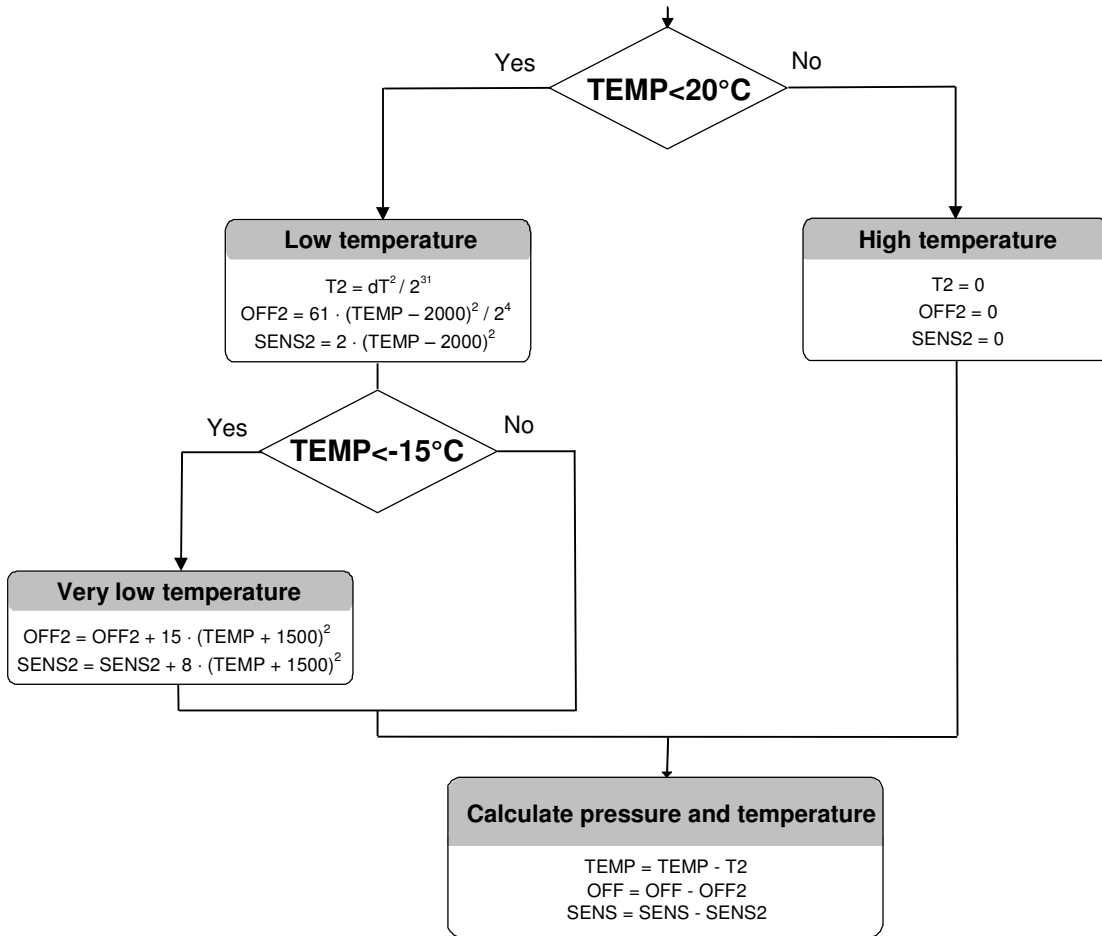 Yes
TEMP<20°C
No
Low temperature
T2 = dT² / 2³¹
OFF2 = 61 · (TEMP – 2000)² / 2⁴
SENS2 = 2 · (TEMP – 2000)²
High temperature
T2 = 0
OFF2 = 0
SENS2 = 0
Yes
TEMP<-15°C
No
Very low temperature
OFF2 = OFF2 + 15 · (TEMP + 1500)²
SENS2 = SENS2 + 8 · (TEMP + 1500)²
Calculate pressure and temperature
TEMP = TEMP - T2
OFF = OFF - OFF2
SENS = SENS - SENS2